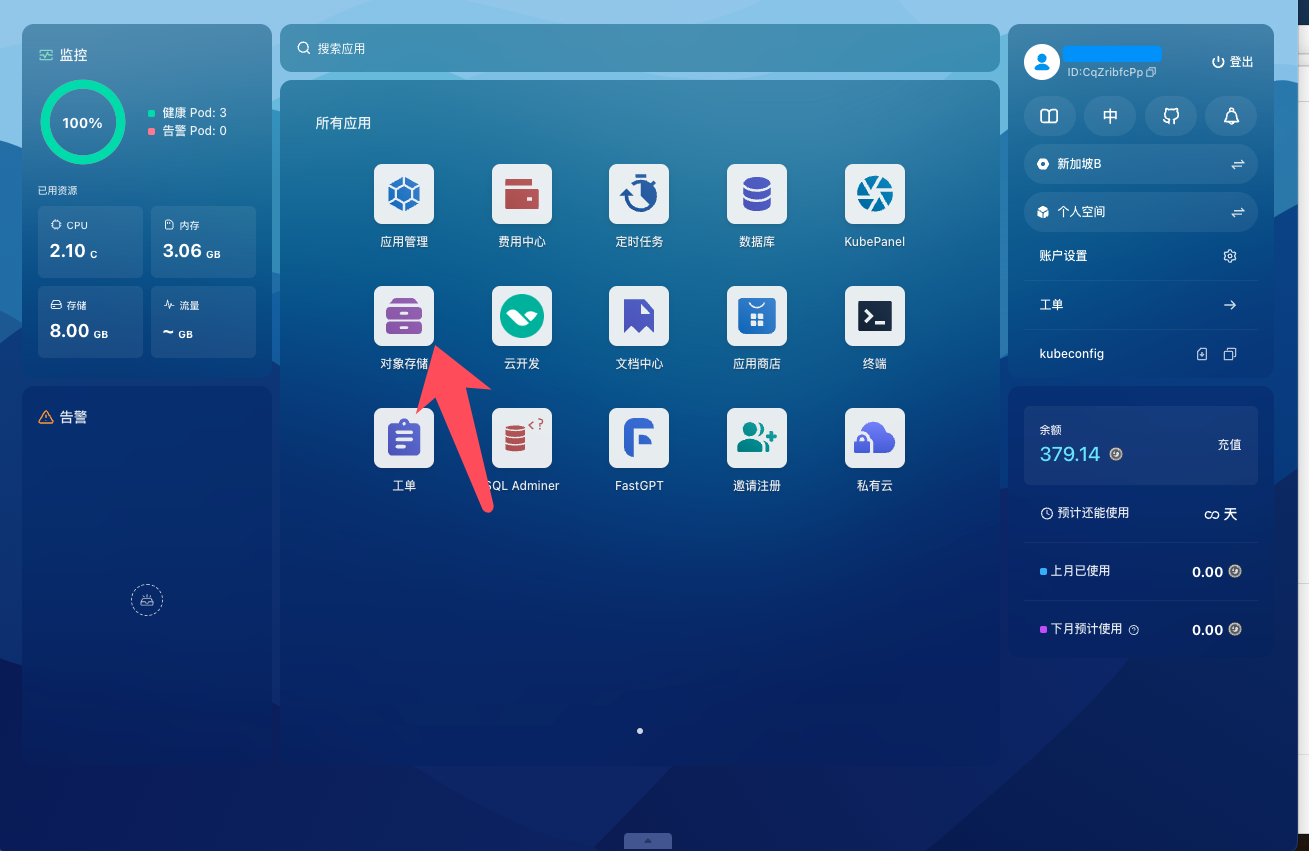 监控
100%
健康 Pod: 3
告警 Pod: 0
已用资源
CPU
2.10 C
内存
3.06 GB
存储
8.00 GB
流量
~ GB
告警
搜索应用
所有应用
应用管理
费用中心
定时任务
数据库
KubePanel
对象存储
云开发
文档中心
应用商店
终端
工单
SQL Adminer
FastGPT
邀请注册
私有云
ID:CqZribfcPp
登出
中
新加坡B
个人空间
账户设置
工单
kubeconfig
余额
379.14
充值
预计还能使用
∞ 天
上月已使用
0.00
下月预计使用
0.00